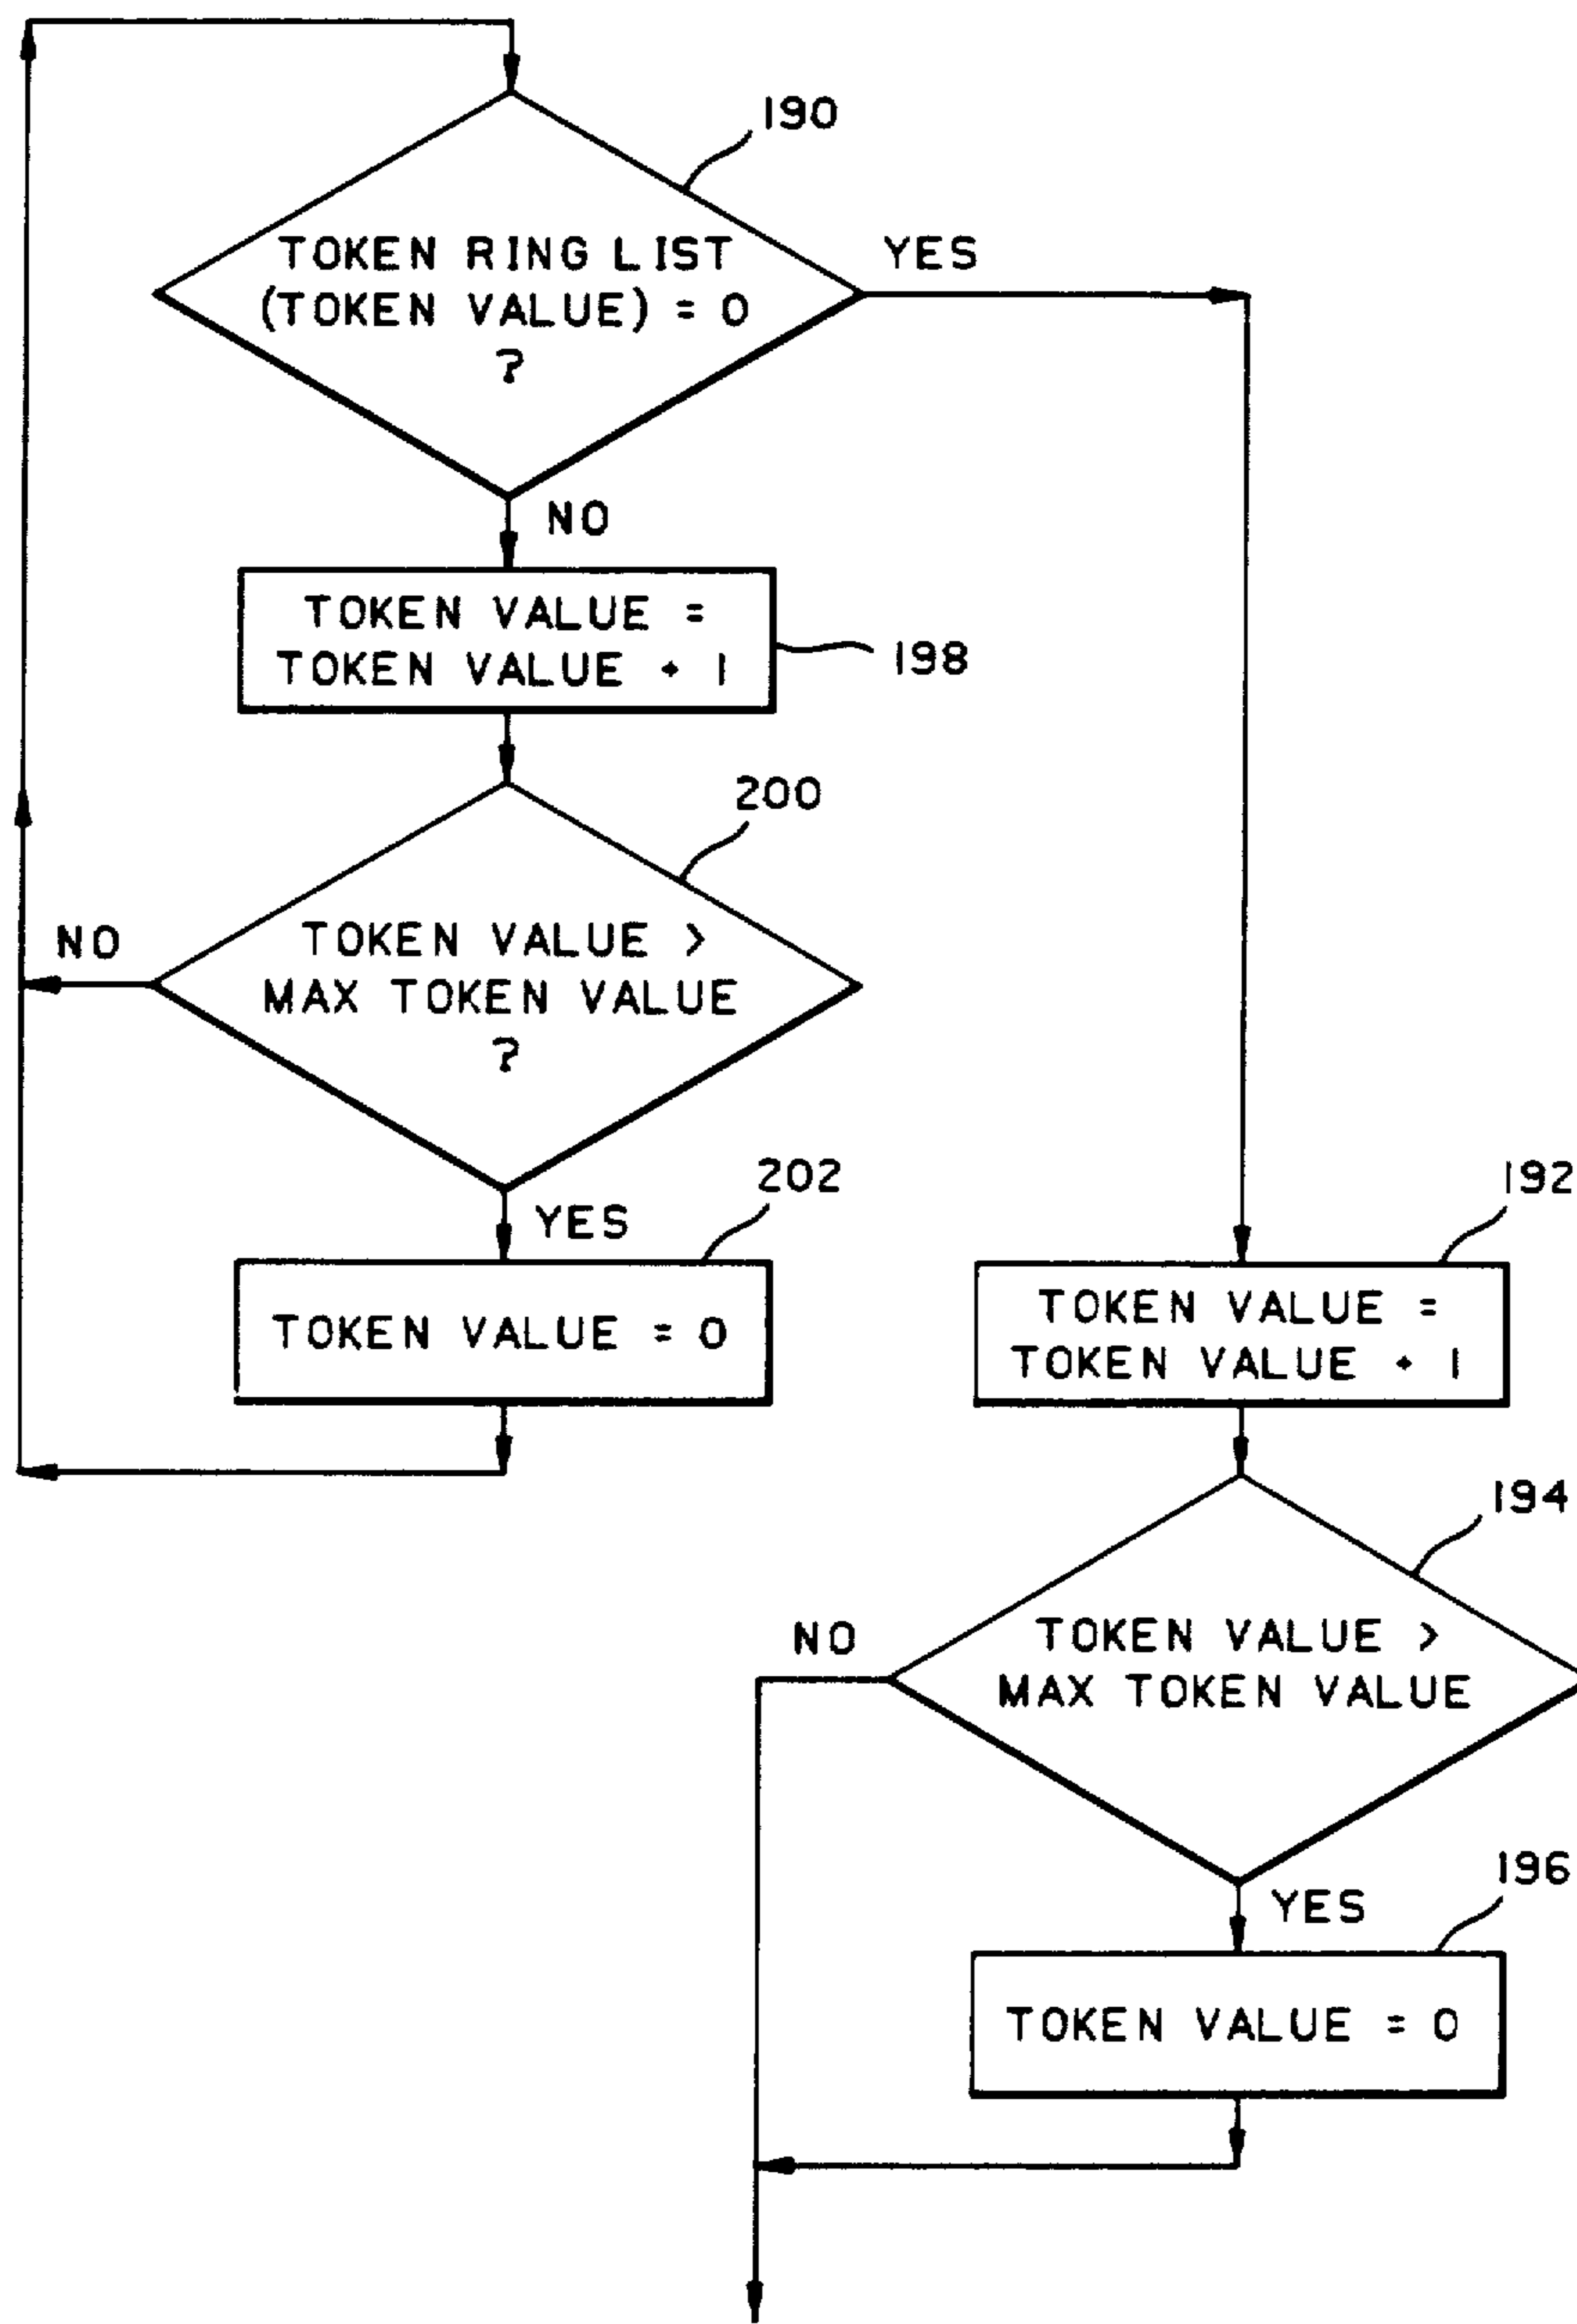 190
TOKEN RING LIST
(TOKEN VALUE) = 0
?
YES
NO
TOKEN VALUE =
TOKEN VALUE + 1
198
200
TOKEN VALUE >
MAX TOKEN VALUE
?
NO
YES
202
TOKEN VALUE = 0
192
TOKEN VALUE =
TOKEN VALUE + 1
194
TOKEN VALUE >
MAX TOKEN VALUE
NO
YES
196
TOKEN VALUE = 0